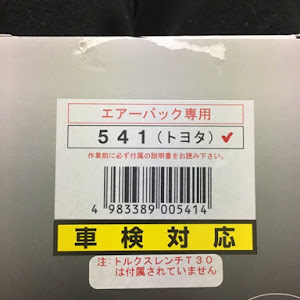 エアーバック専用
541(トヨタ)✓
作業前に必ず付属の説明書をお読み下さい。
4 983389 005414
車検対応
注:トルクスレンチT30
は付属されていません